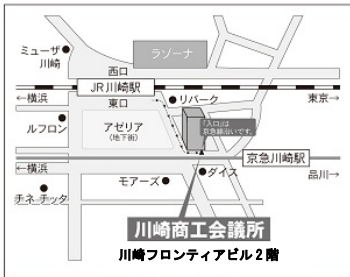 ミューザ
川崎
ラゾーナ
西口
JR川崎駅
←横浜
東口
リバーク
東京→
ルフロン
アゼリア
(地下街)
「入口」は
京急線沿いです。
京急川崎駅
←横浜
ダイス
品川→
モアーズ
チネ チッタ
川崎商工会議所
川崎フロンティアビル2階